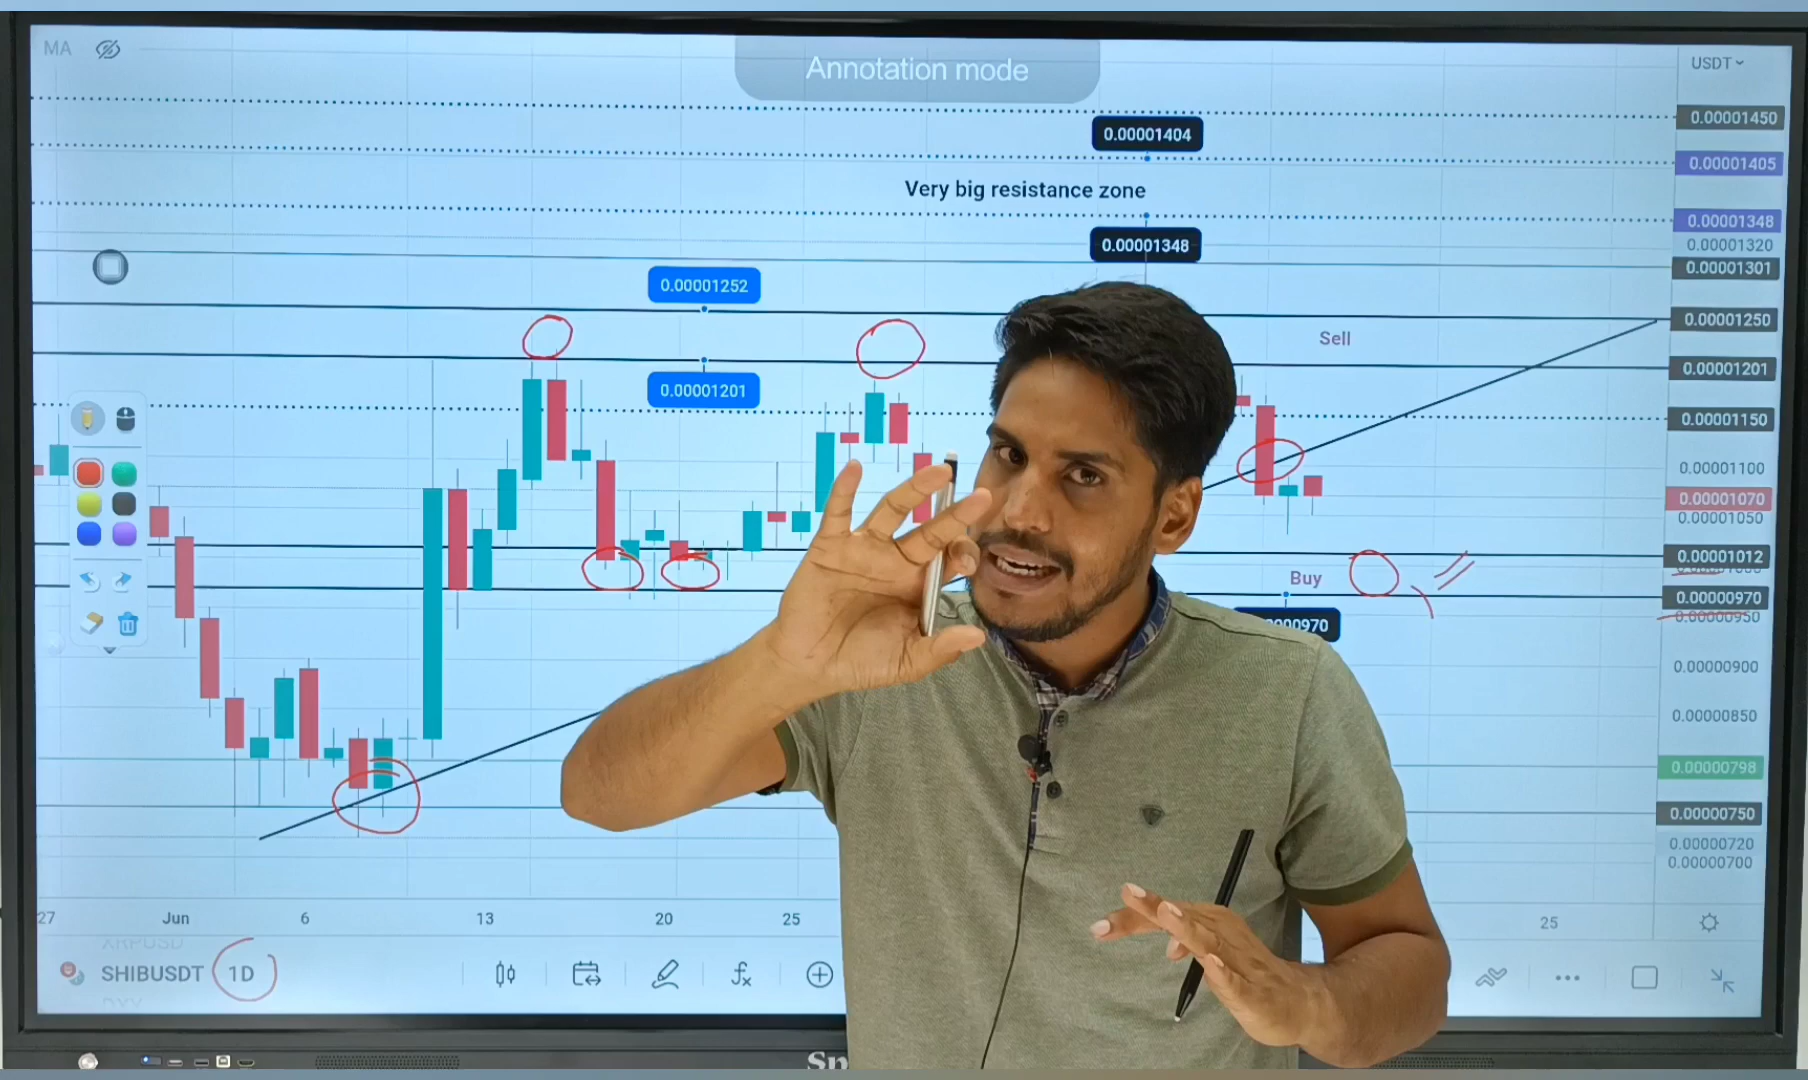 MA
Annotation mode
USDT
0.00001450
0.00001404
0.00001405
Very big resistance zone
0.00001348
0.00001348
0.00001320
0.00001301
0.00001252
0.00001250
Sell
0.00001201
0.00001201
0.00001150
0.00001100
0.00001070
0.00001050
0.00001012
Buy
0.00000970
0.00000950
0.00000900
0.00000850
0.00000798
0.00000750
0.00000720
0.00000700
27 Jun 6 13 20 25 25
XRPUSD
SHIBUSDT 1D